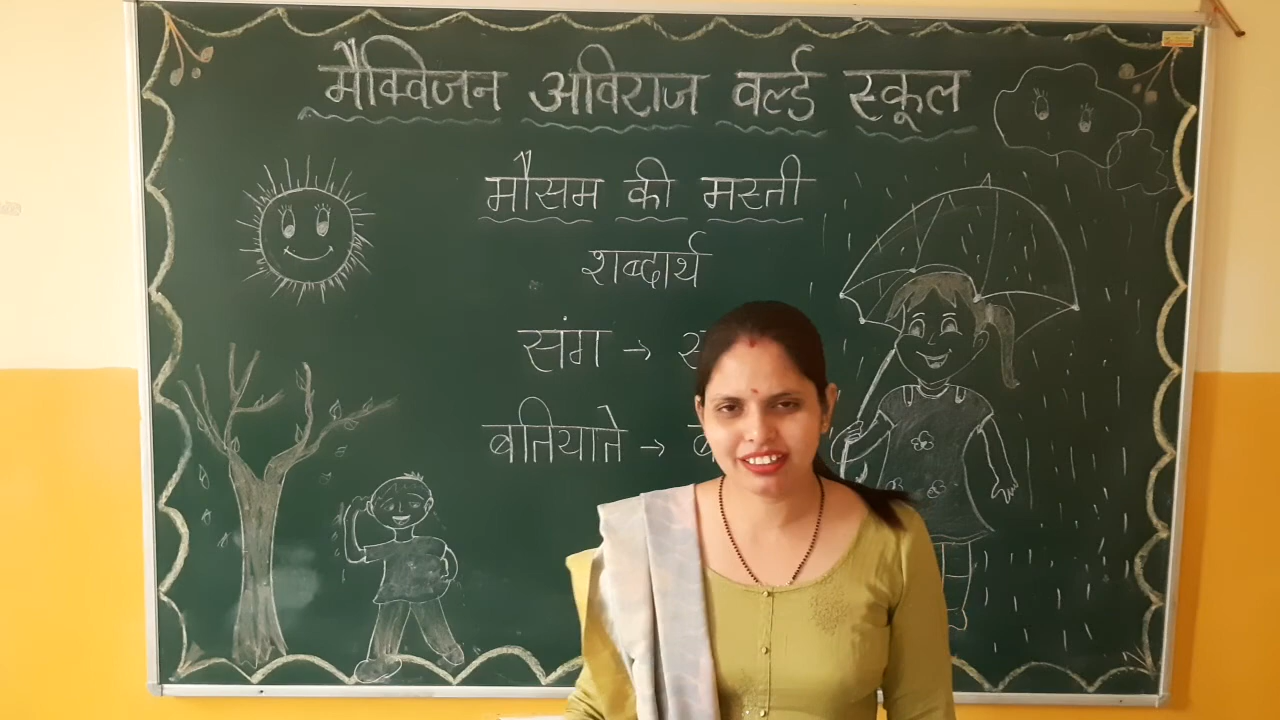 मैक्विजन अविराज वर्ल्ड स्कूल
मौसम की मस्ती
शब्दार्थ
संग →
बतियाते →